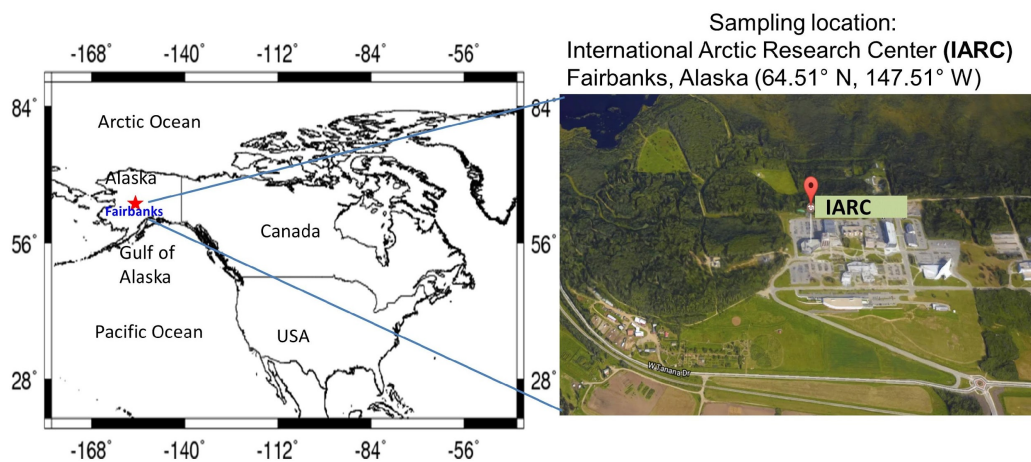 Sampling location:
International Arctic Research Center (IARC)
Fairbanks, Alaska (64.51° N, 147.51° W)
-168° -140° -112° -84° -56°
84° 84°
Arctic Ocean
Alaska
Fairbanks
Canada
56° 56°
Gulf of
Alaska
Pacific Ocean
USA
28° 28°
-168° -140° -112° -84° -56°
IARC
W Tanana Dr